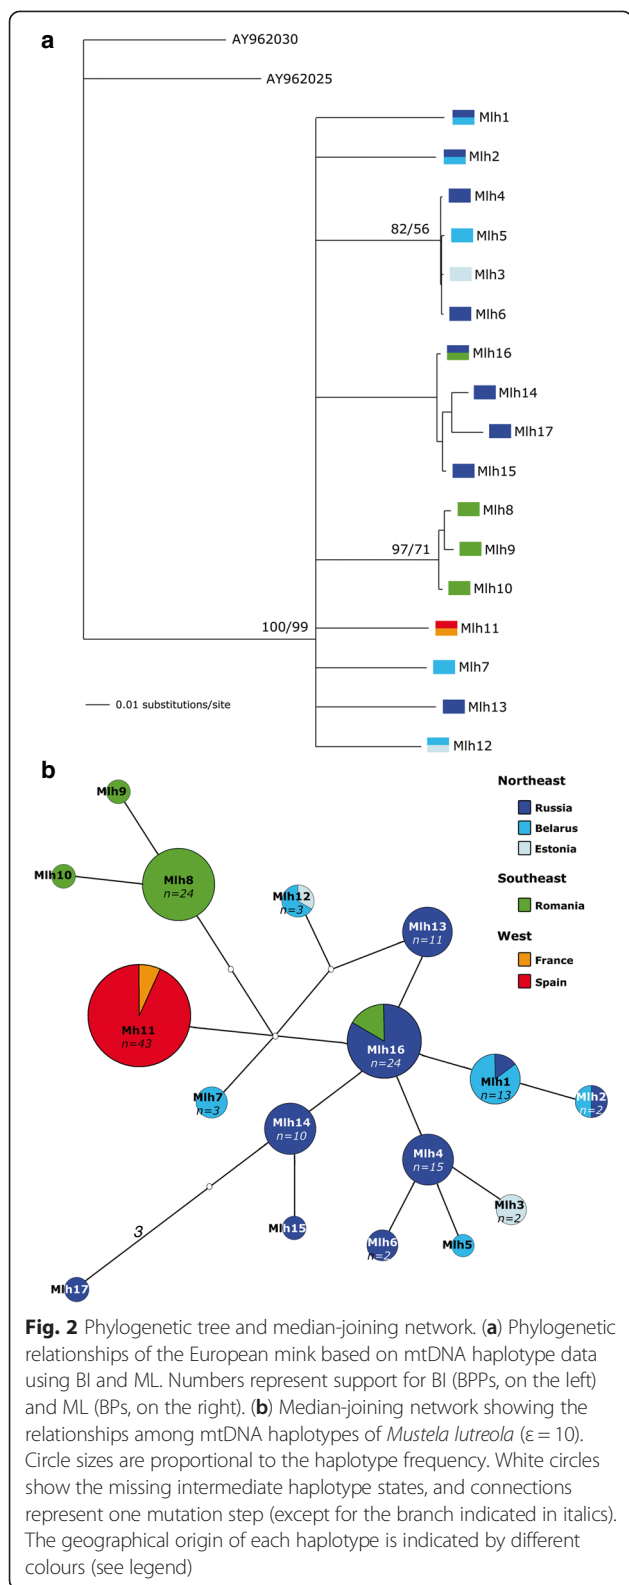 a
AY962030
AY962025
Mlh1
Mlh2
Mlh4
82/56
Mlh5
Mlh3
Mlh6
Mlh16
Mlh14
Mlh17
Mlh15
Mlh8
97/71
Mlh9
Mlh10
100/99
Mlh11
Mlh7
0.01 substitutions/site
Mlh13
Mlh12
b
Northeast
Russia
Belarus
Estonia
Southeast
Romania
West
France
Spain
Mlh9
Mlh10
Mlh8
n=24
Mlh12
n=3
Mlh13
n=11
Mh11
n=43
Mlh16
n=24
Mlh7
n=3
Mlh1
n=13
Mlh2
n=2
Mlh14
n=10
Mlh4
n=15
Mlh3
n=2
3
Mlh15
Mlh6
n=2
Mlh5
Mlh17
Fig. 2 Phylogenetic tree and median-joining network. (a) Phylogenetic
relationships of the European mink based on mtDNA haplotype data
using BI and ML. Numbers represent support for BI (BPPs, on the left)
and ML (BPs, on the right). (b) Median-joining network showing the
relationships among mtDNA haplotypes of Mustela lutreola (ε = 10).
Circle sizes are proportional to the haplotype frequency. White circles
show the missing intermediate haplotype states, and connections
represent one mutation step (except for the branch indicated in italics).
The geographical origin of each haplotype is indicated by different
colours (see legend)